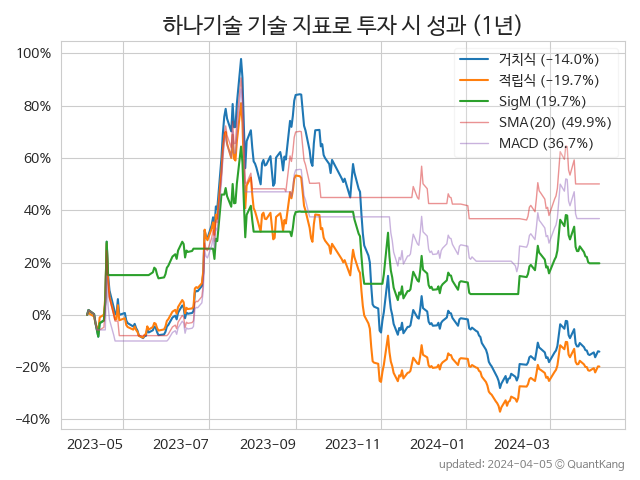 하나기술 기술 지표로 투자 시 성과 (1년)
100%
80%
60%
40%
20%
0%
−20%
−40%
거치식 (−14.0%)
적립식 (−19.7%)
SigM (19.7%)
SMA(20) (49.9%)
MACD (36.7%)
2023-05
2023-07
2023-09
2023-11
2024-01
2024-03
updated: 2024-04-05 © QuantKang